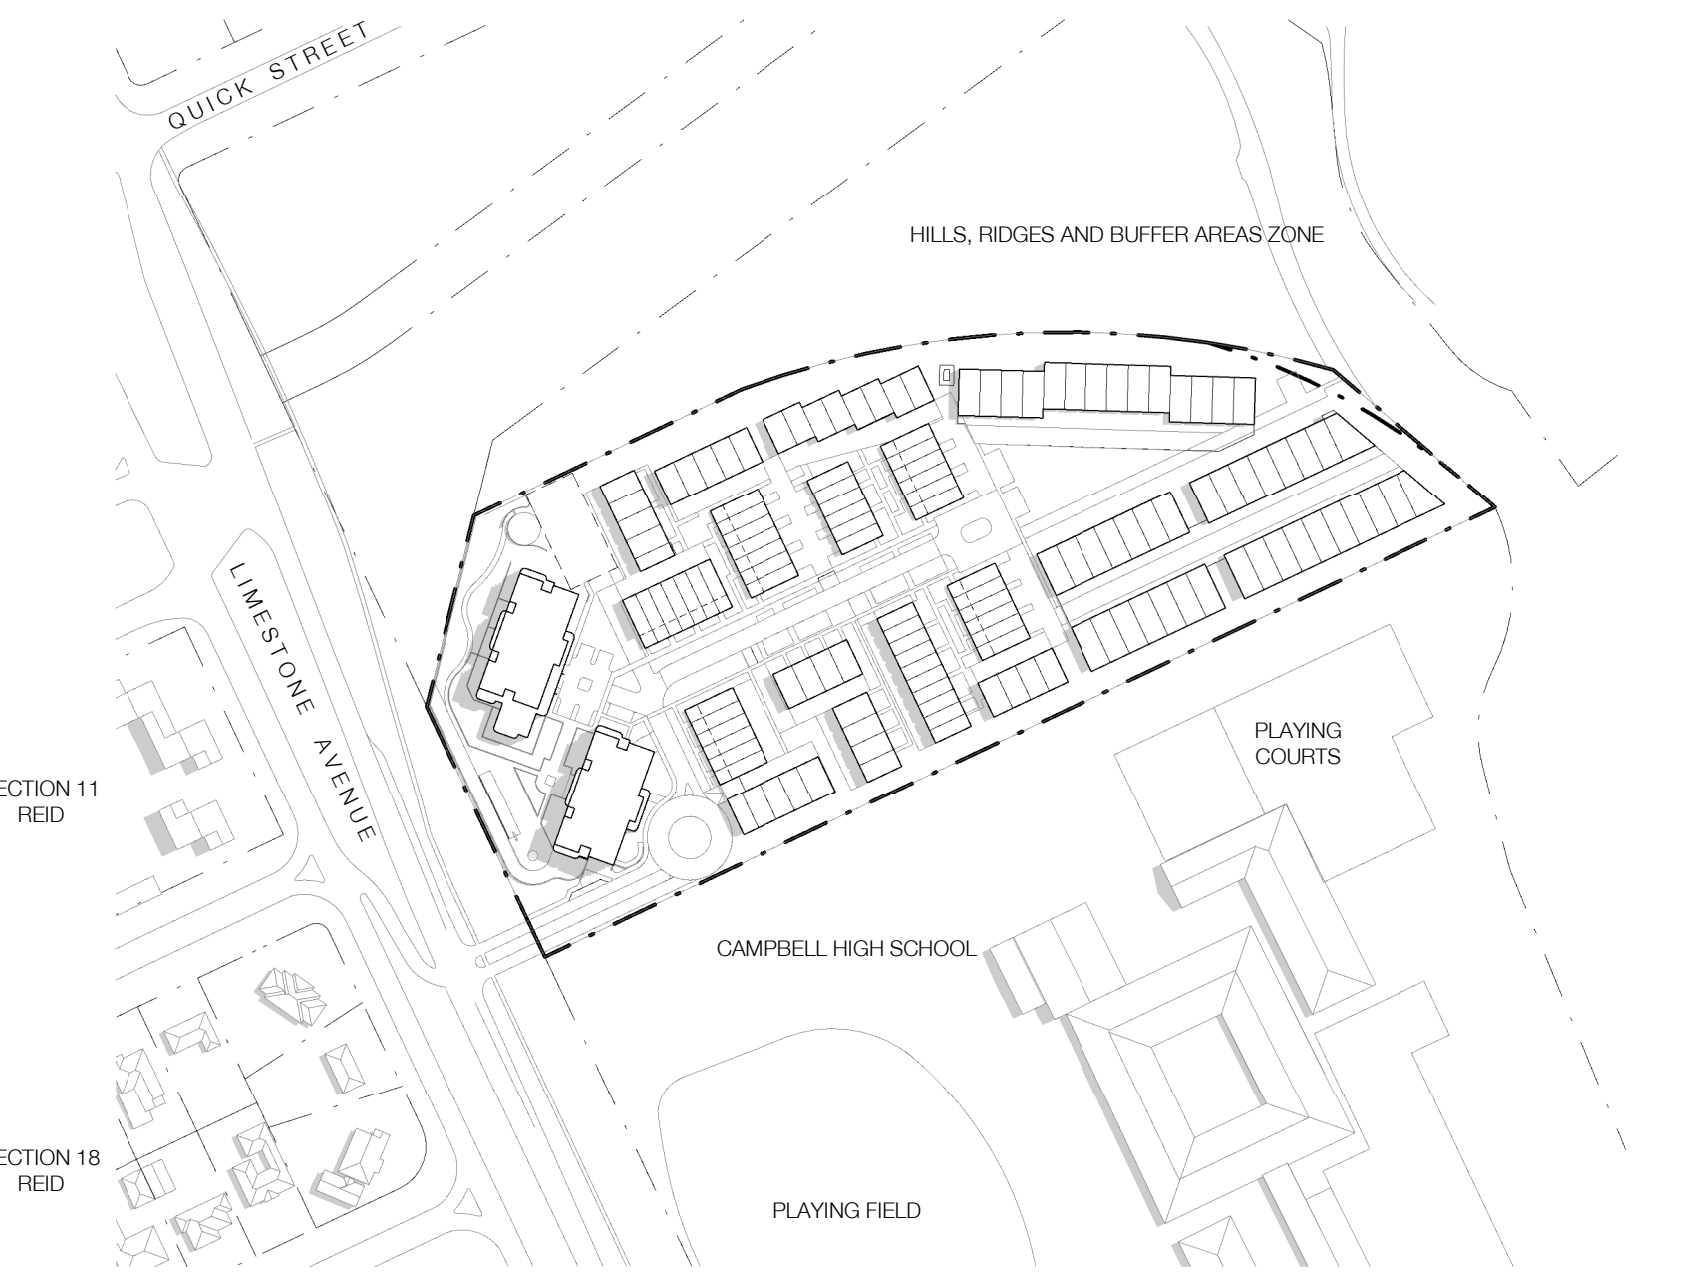 QUICK STREET
HILLS, RIDGES AND BUFFER AREAS ZONE
LIMESTONE AVENUE
PLAYING
COURTS
ECTION 11
REID
CAMPBELL HIGH SCHOOL
ECTION 18
REID
PLAYING FIELD